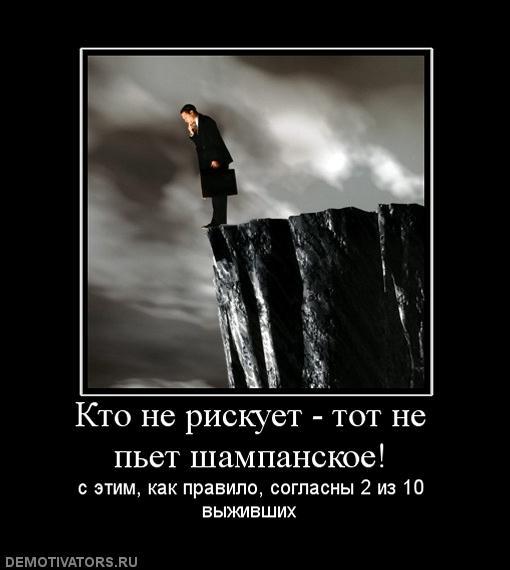 Кто не рискует - тот не
пьет шампанское!
с этим, как правило, согласны 2 из 10
выживших
DEMOTIVATORS.RU